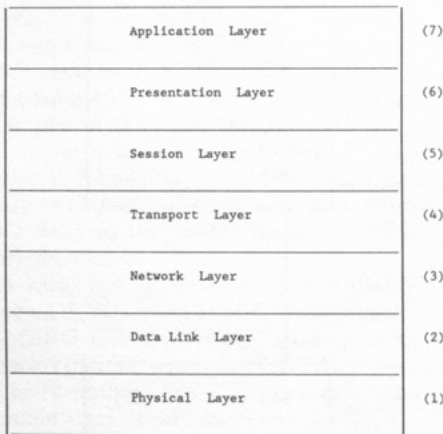 Application Layer (7)
Presentation Layer (6)
Session Layer (5)
Transport Layer (4)
Network Layer (3)
Data Link Layer (2)
Physical Layer (1)